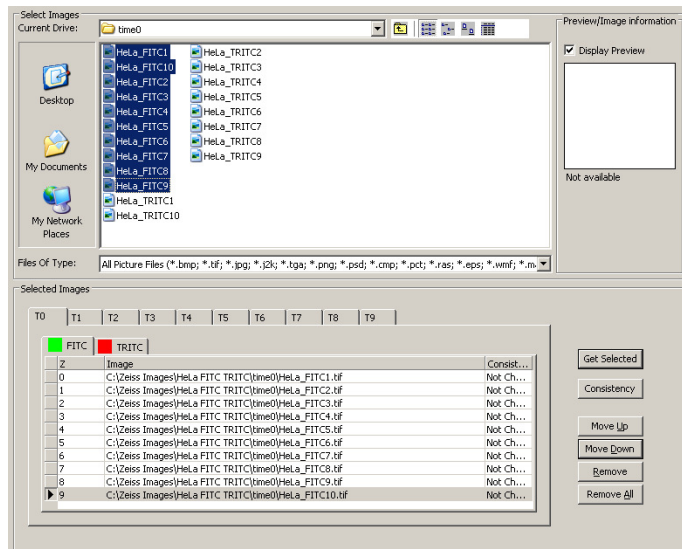 Select Images
Current Drive:
time0
Preview/Image information
Display Preview
Not available
Desktop
My Documents
My Network
Places
HeLa_FITC1
HeLa_FITC10
HeLa_FITC2
HeLa_FITC3
HeLa_FITC4
HeLa_FITC5
HeLa_FITC6
HeLa_FITC7
HeLa_FITC8
HeLa_FITC9
HeLa_TRITC1
HeLa_TRITC10
HeLa_TRITC2
HeLa_TRITC3
HeLa_TRITC4
HeLa_TRITC5
HeLa_TRITC6
HeLa_TRITC7
HeLa_TRITC8
HeLa_TRITC9
Files Of Type: All Picture Files (*.bmp; *.tif; *.jpg; *.j2k; *.tga; *.png; *.psd; *.cmp; *.pct; *.ras; *.eps; *.wmf; *.m
Selected Images
T0 T1 T2 T3 T4 T5 T6 T7 T8 T9
FITC TRITC
Z Image Consist...
0 C:\Zeiss Images\HeLa FITC TRITC\time0\HeLa_FITC1.tif Not Ch...
1 C:\Zeiss Images\HeLa FITC TRITC\time0\HeLa_FITC2.tif Not Ch...
2 C:\Zeiss Images\HeLa FITC TRITC\time0\HeLa_FITC3.tif Not Ch...
3 C:\Zeiss Images\HeLa FITC TRITC\time0\HeLa_FITC4.tif Not Ch...
4 C:\Zeiss Images\HeLa FITC TRITC\time0\HeLa_FITC5.tif Not Ch...
5 C:\Zeiss Images\HeLa FITC TRITC\time0\HeLa_FITC6.tif Not Ch...
6 C:\Zeiss Images\HeLa FITC TRITC\time0\HeLa_FITC7.tif Not Ch...
7 C:\Zeiss Images\HeLa FITC TRITC\time0\HeLa_FITC8.tif Not Ch...
8 C:\Zeiss Images\HeLa FITC TRITC\time0\HeLa_FITC9.tif Not Ch...
9 C:\Zeiss Images\HeLa FITC TRITC\time0\HeLa_FITC10.tif Not Ch...
Get Selected
Consistency
Move Up
Move Down
Remove
Remove All